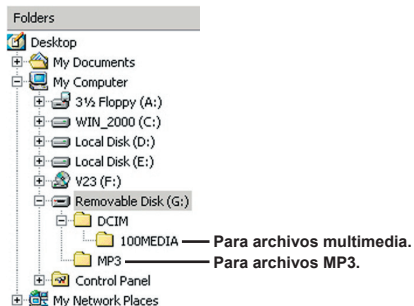 Folders
Desktop
My Documents
My Computer
3½ Floppy (A:)
WIN_2000 (C:)
Local Disk (D:)
Local Disk (E:)
V23 (F:)
Removable Disk (G:)
DCIM
100MEDIA Para archivos multimedia.
MP3 Para archivos MP3.
Control Panel
My Network Places